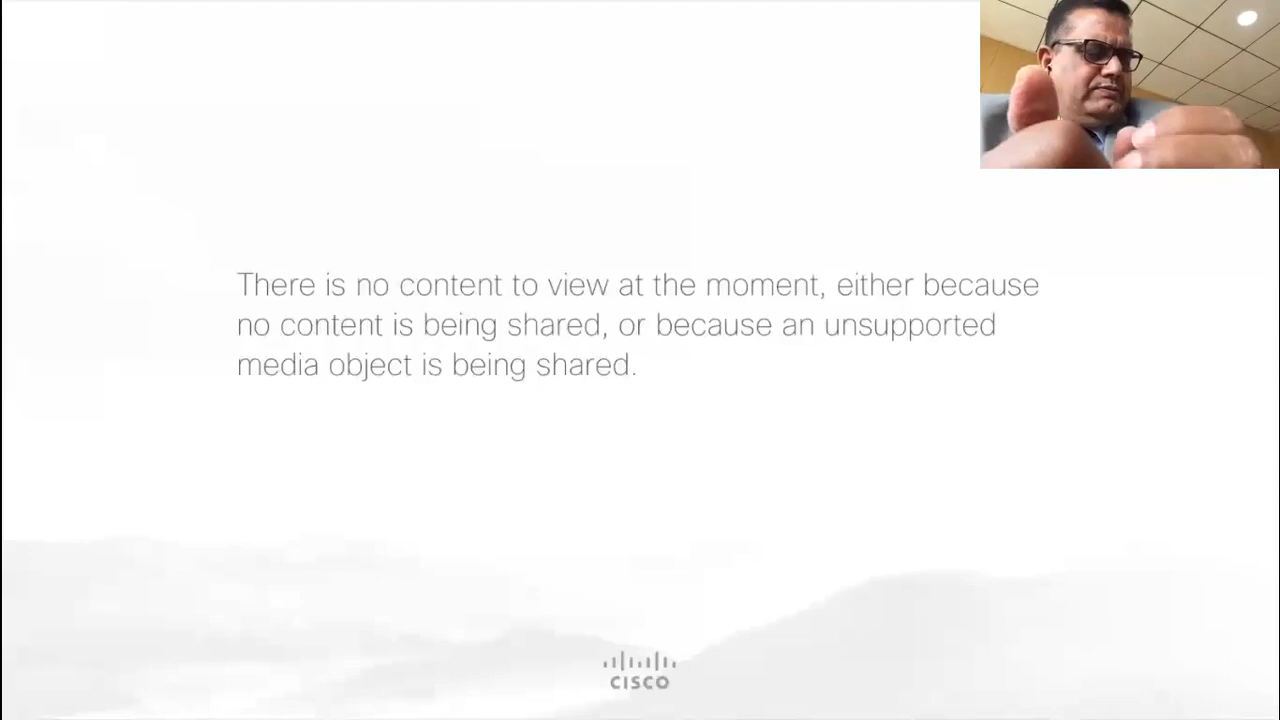 There is no content to view at the moment, either because
no content is being shared, or because an unsupported
media object is being shared.
CISCO